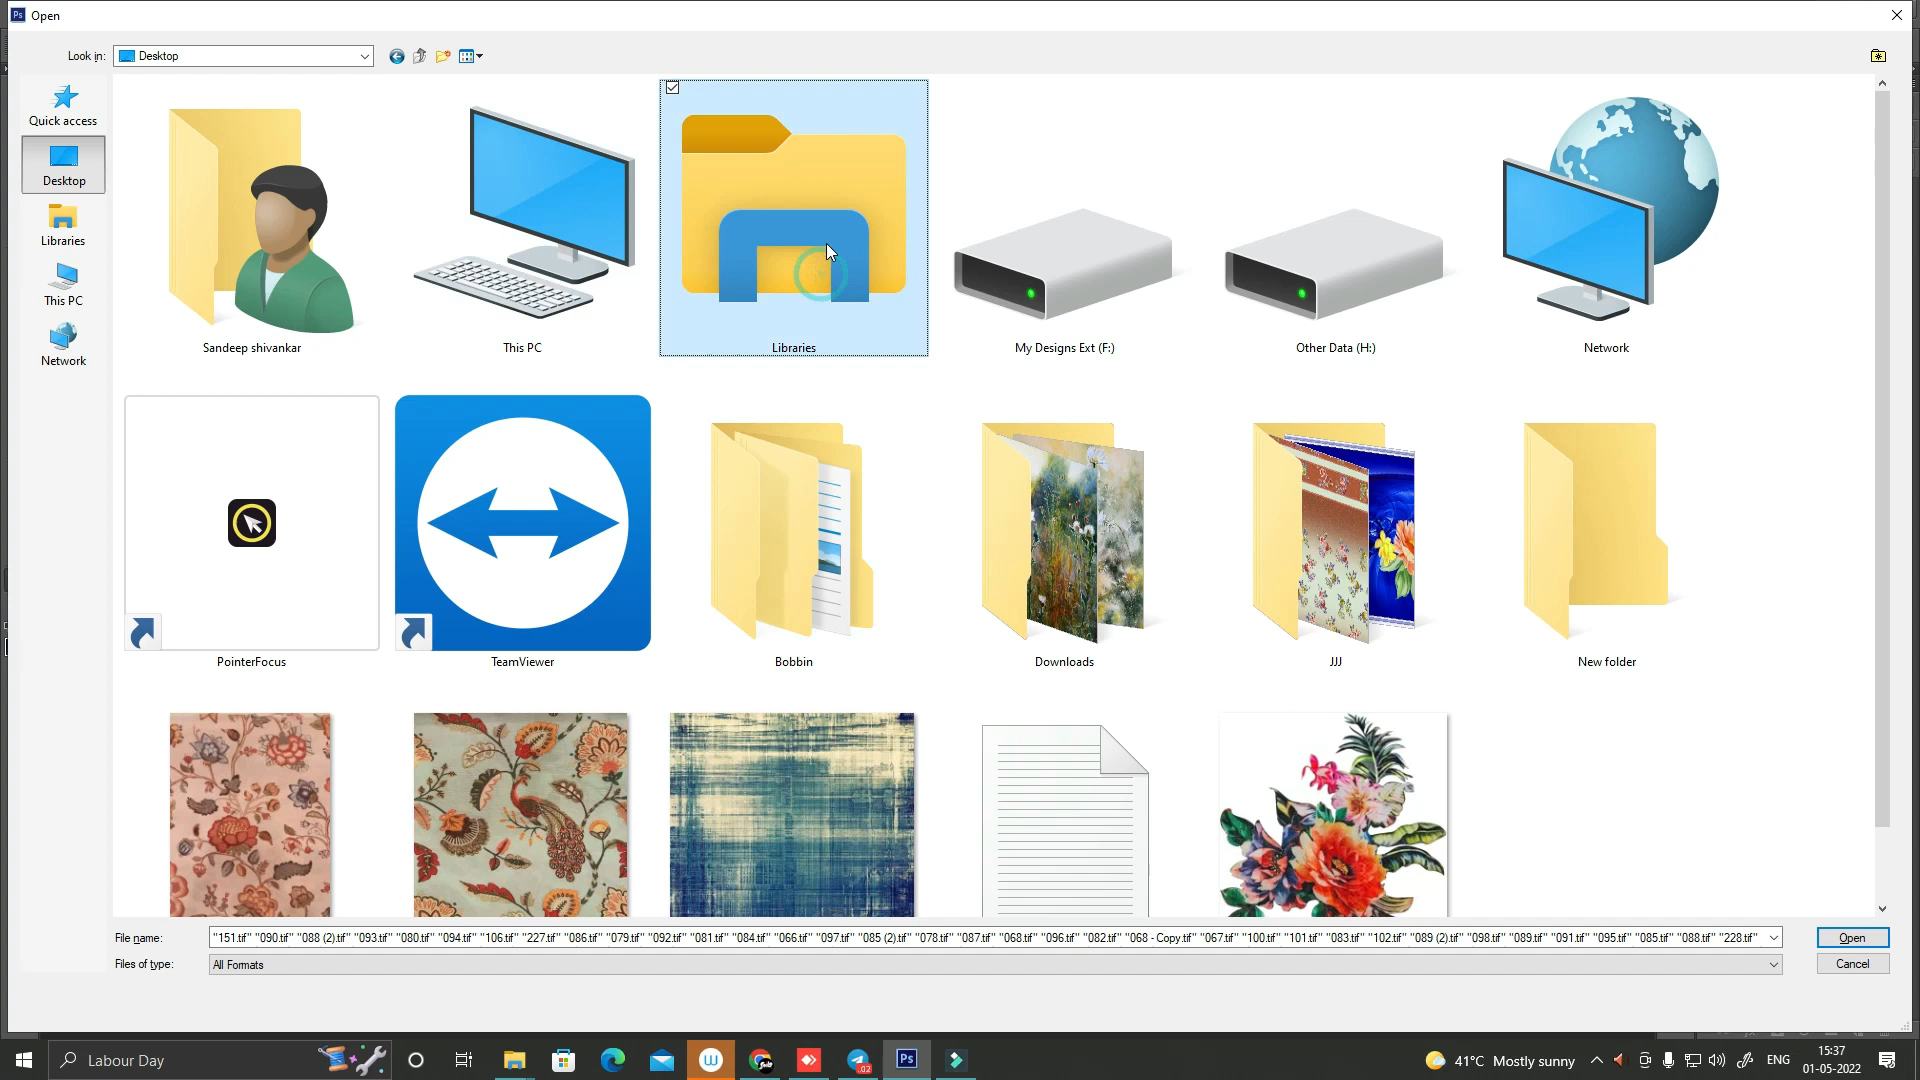 Ps Open
Look in: Desktop
Quick access
Desktop
Libraries
This PC
Network
Sandeep shivankar
This PC
Libraries
My Designs Ext (F:)
Other Data (H:)
Network
PointerFocus
TeamViewer
Bobbin
Downloads
JJJ
New folder
File name: "151.tif" "090.tif" "088 (2).tif" "093.tif" "080.tif" "094.tif" "106.tif" "227.tif" "086.tif" "079.tif" "092.tif" "081.tif" "084.tif" "066.tif" "097.tif" "085 (2).tif" "078.tif" "087.tif" "068.tif" "096.tif" "082.tif" "068 - Copy.tif" "067.tif" "100.tif" "101.tif" "083.tif" "102.tif" "089 (2).tif" "098.tif" "089.tif" "091.tif" "095.tif" "085.tif" "088.tif" "228.tif"
Open
Files of type: All Formats
Cancel
Labour Day
W
.02
Ps
41°C Mostly sunny
ENG
15:37
01-05-2022